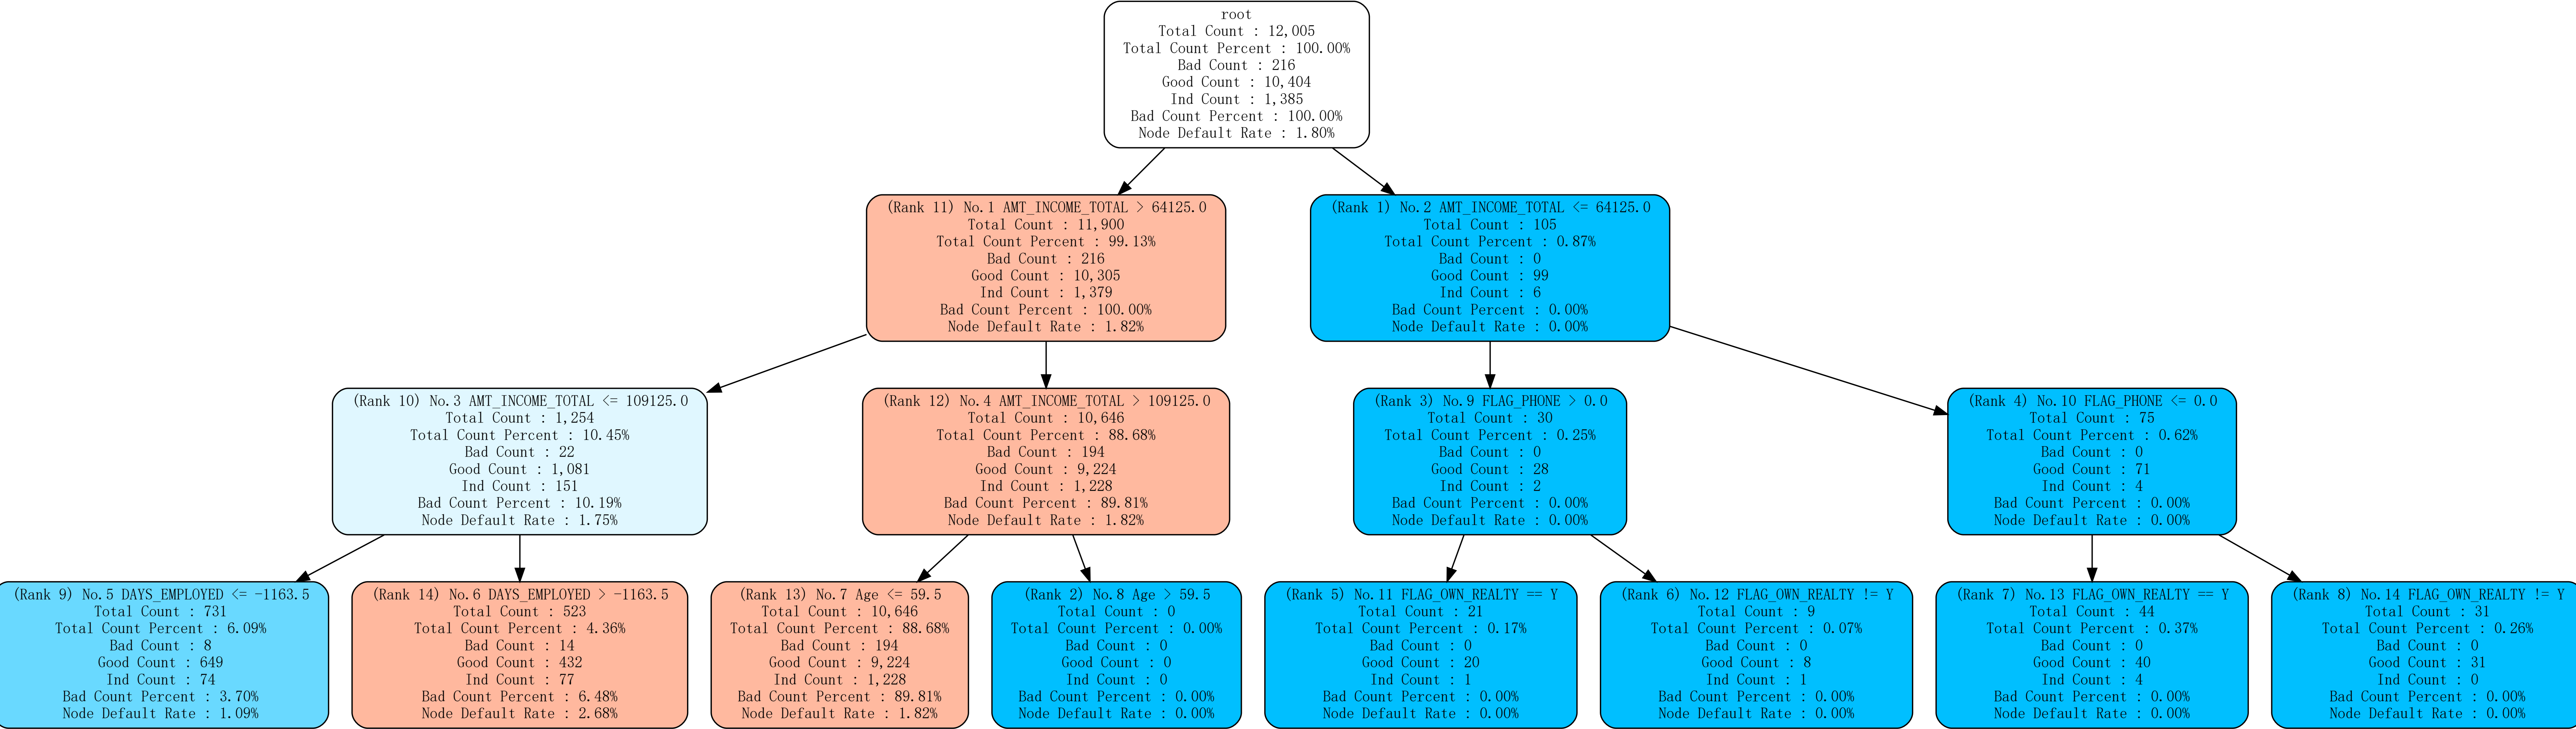 root
Total Count : 12,005
Total Count Percent : 100.00%
Bad Count : 216
Good Count : 10,404
Ind Count : 1,385
Bad Count Percent : 100.00%
Node Default Rate : 1.80%
(Rank 11) No.1 AMT_INCOME_TOTAL > 64125.0
Total Count : 11,900
Total Count Percent : 99.13%
Bad Count : 216
Good Count : 10,305
Ind Count : 1,379
Bad Count Percent : 100.00%
Node Default Rate : 1.82%
(Rank 1) No.2 AMT_INCOME_TOTAL <= 64125.0
Total Count : 105
Total Count Percent : 0.87%
Bad Count : 0
Good Count : 99
Ind Count : 6
Bad Count Percent : 0.00%
Node Default Rate : 0.00%
(Rank 10) No.3 AMT_INCOME_TOTAL <= 109125.0
Total Count : 1,254
Total Count Percent : 10.45%
Bad Count : 22
Good Count : 1,081
Ind Count : 151
Bad Count Percent : 10.19%
Node Default Rate : 1.75%
(Rank 12) No.4 AMT_INCOME_TOTAL > 109125.0
Total Count : 10,646
Total Count Percent : 88.68%
Bad Count : 194
Good Count : 9,224
Ind Count : 1,228
Bad Count Percent : 89.81%
Node Default Rate : 1.82%
(Rank 3) No.9 FLAG_PHONE > 0.0
Total Count : 30
Total Count Percent : 0.25%
Bad Count : 0
Good Count : 28
Ind Count : 2
Bad Count Percent : 0.00%
Node Default Rate : 0.00%
(Rank 4) No.10 FLAG_PHONE <= 0.0
Total Count : 75
Total Count Percent : 0.62%
Bad Count : 0
Good Count : 71
Ind Count : 4
Bad Count Percent : 0.00%
Node Default Rate : 0.00%
(Rank 9) No.5 DAYS_EMPLOYED <= -1163.5
Total Count : 731
Total Count Percent : 6.09%
Bad Count : 8
Good Count : 649
Ind Count : 74
Bad Count Percent : 3.70%
Node Default Rate : 1.09%
(Rank 14) No.6 DAYS_EMPLOYED > -1163.5
Total Count : 523
Total Count Percent : 4.36%
Bad Count : 14
Good Count : 432
Ind Count : 77
Bad Count Percent : 6.48%
Node Default Rate : 2.68%
(Rank 13) No.7 Age <= 59.5
Total Count : 10,646
Total Count Percent : 88.68%
Bad Count : 194
Good Count : 9,224
Ind Count : 1,228
Bad Count Percent : 89.81%
Node Default Rate : 1.82%
(Rank 2) No.8 Age > 59.5
Total Count : 0
Total Count Percent : 0.00%
Bad Count : 0
Good Count : 0
Ind Count : 0
Bad Count Percent : 0.00%
Node Default Rate : 0.00%
(Rank 5) No.11 FLAG_OWN_REALTY == Y
Total Count : 21
Total Count Percent : 0.17%
Bad Count : 0
Good Count : 20
Ind Count : 1
Bad Count Percent : 0.00%
Node Default Rate : 0.00%
(Rank 6) No.12 FLAG_OWN_REALTY != Y
Total Count : 9
Total Count Percent : 0.07%
Bad Count : 0
Good Count : 8
Ind Count : 1
Bad Count Percent : 0.00%
Node Default Rate : 0.00%
(Rank 7) No.13 FLAG_OWN_REALTY == Y
Total Count : 44
Total Count Percent : 0.37%
Bad Count : 0
Good Count : 40
Ind Count : 4
Bad Count Percent : 0.00%
Node Default Rate : 0.00%
(Rank 8) No.14 FLAG_OWN_REALTY != Y
Total Count : 31
Total Count Percent : 0.26%
Bad Count : 0
Good Count : 31
Ind Count : 0
Bad Count Percent : 0.00%
Node Default Rate : 0.00%